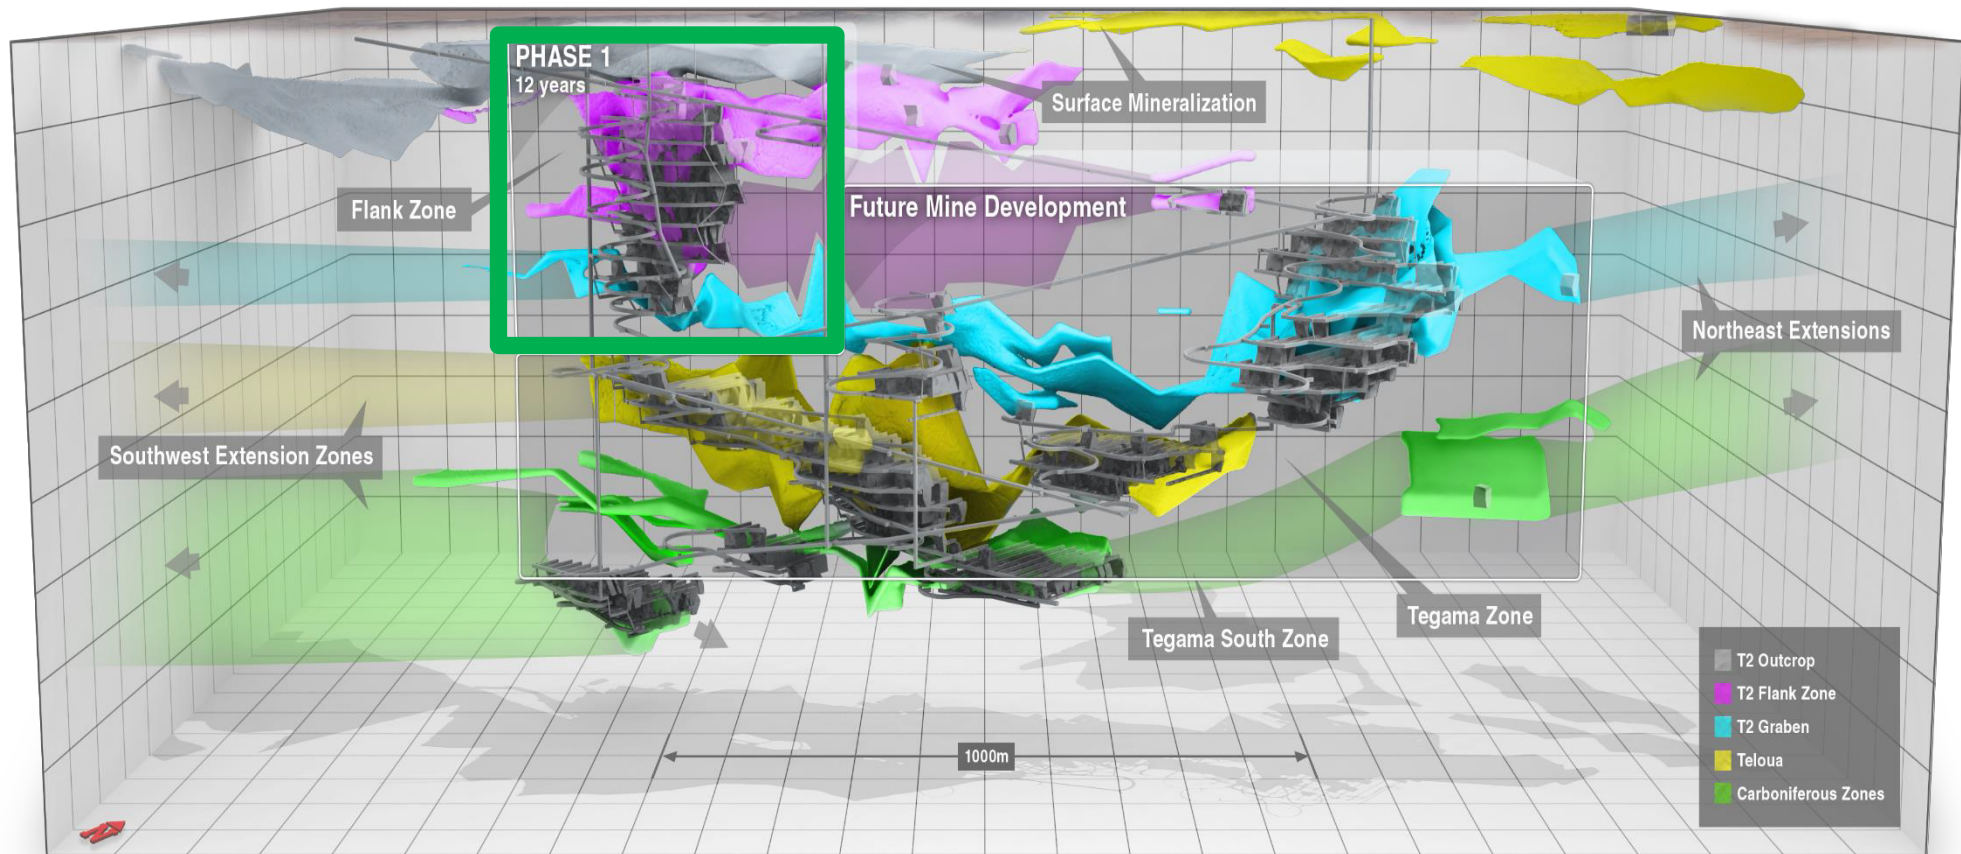 PHASE 1
12 years
Surface Mineralization
Flank Zone
Future Mine Development
Northeast Extensions
Southwest Extension Zones
Tegama Zone
Tegama South Zone
T2 Outcrop
T2 Flank Zone
T2 Graben
Teloua
Carboniferous Zones
1000m
N